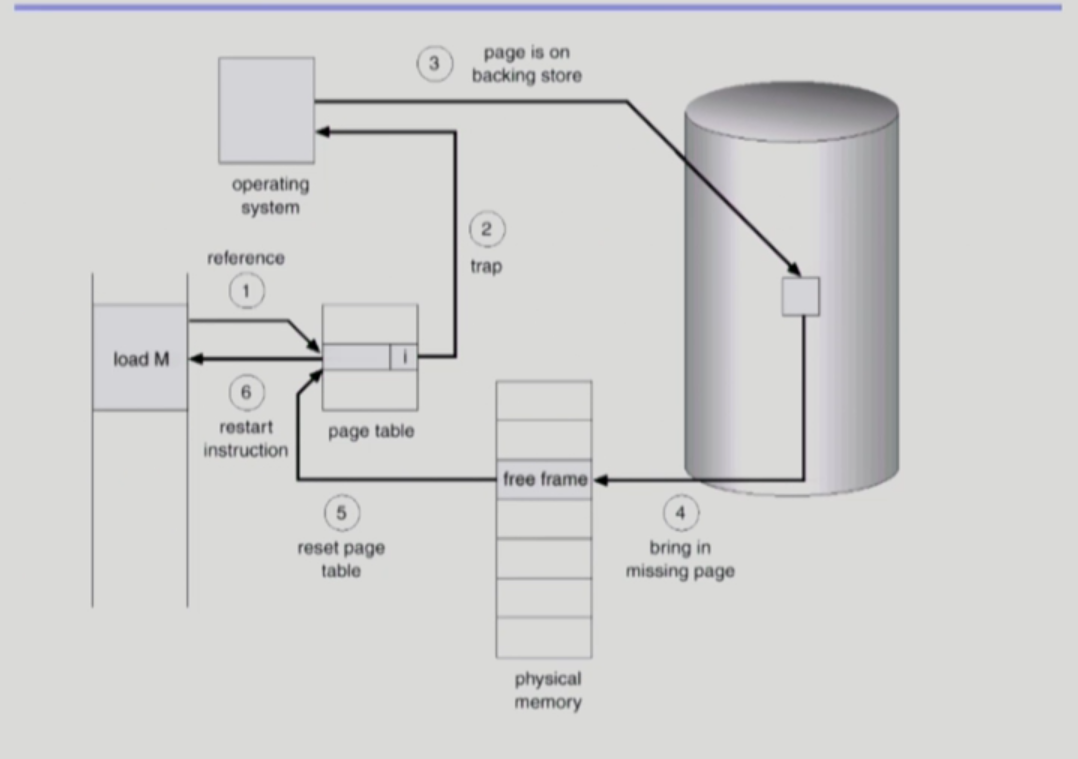 3
page is on
backing store
operating
system
2
trap
reference
1
load M
i
6
restart
instruction
page table
free frame
5
reset page
table
4
bring in
missing page
physical
memory